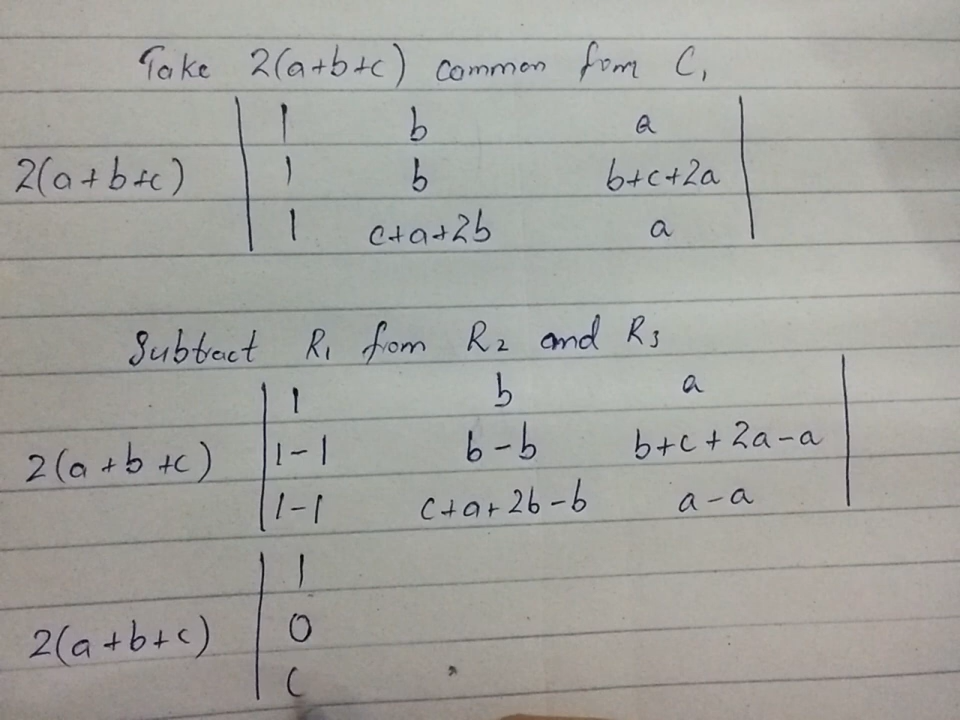 Take 2(a+b+c) common from C₁
| 1 b a |
2(a+b+c) | 1 b b+c+2a |
| 1 c+a+2b a |
Subtract R₁ from R₂ and R₃
| 1 b a |
2(a+b+c) | 1-1 b-b b+c+2a-a |
| 1-1 c+a+2b-b a-a |
| 1
2(a+b+c) | 0
| (